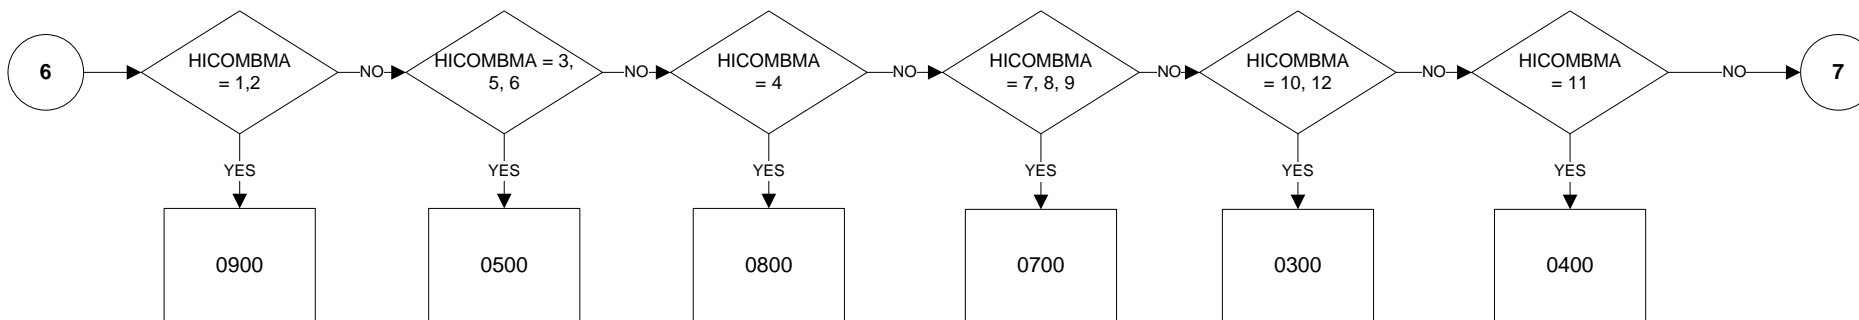 6
HICOMBMA
= 1,2
NO
HICOMBMA = 3,
5, 6
NO
HICOMBMA
= 4
NO
HICOMBMA
= 7, 8, 9
NO
HICOMBMA
= 10, 12
NO
HICOMBMA
= 11
NO
7
YES
YES
YES
YES
YES
YES
0900
0500
0800
0700
0300
0400